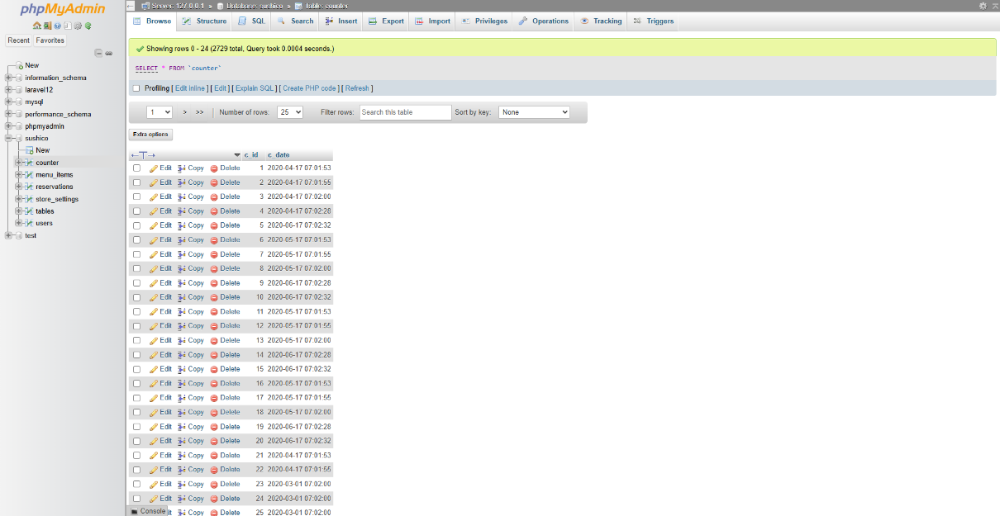 phpMyAdmin
Recent Favorites
New
information_schema
laravel12
mysql
performance_schema
phpmyadmin
sushico
New
counter
menu_items
reservations
store_settings
tables
users
test
Server: 127.0.0.1 » Database: sushico » Table: counter
Browse Structure SQL Search Insert Export Import Privileges Operations Tracking Triggers
Showing rows 0 - 24 (2729 total, Query took 0.0004 seconds.)
SELECT * FROM `counter`
Profiling [ Edit inline ] [ Edit ] [ Explain SQL ] [ Create PHP code ] [ Refresh ]
1 > >> Number of rows: 25 Filter rows: Search this table Sort by key: None
Extra options
←T→ c_id c_date
Edit Copy Delete 1 2020-04-17 07:01:53
Edit Copy Delete 2 2020-04-17 07:01:55
Edit Copy Delete 3 2020-04-17 07:02:00
Edit Copy Delete 4 2020-04-17 07:02:28
Edit Copy Delete 5 2020-06-17 07:02:32
Edit Copy Delete 6 2020-05-17 07:01:53
Edit Copy Delete 7 2020-05-17 07:01:55
Edit Copy Delete 8 2020-05-17 07:02:00
Edit Copy Delete 9 2020-06-17 07:02:28
Edit Copy Delete 10 2020-06-17 07:02:32
Edit Copy Delete 11 2020-05-17 07:01:53
Edit Copy Delete 12 2020-05-17 07:01:55
Edit Copy Delete 13 2020-05-17 07:02:00
Edit Copy Delete 14 2020-06-17 07:02:28
Edit Copy Delete 15 2020-06-17 07:02:32
Edit Copy Delete 16 2020-05-17 07:01:53
Edit Copy Delete 17 2020-05-17 07:01:55
Edit Copy Delete 18 2020-05-17 07:02:00
Edit Copy Delete 19 2020-06-17 07:02:28
Edit Copy Delete 20 2020-06-17 07:02:32
Edit Copy Delete 21 2020-04-17 07:01:53
Edit Copy Delete 22 2020-04-17 07:01:55
Edit Copy Delete 23 2020-03-01 07:02:00
Edit Copy Delete 24 2020-03-01 07:02:00
Console it Copy Delete 25 2020-03-01 07:02:00